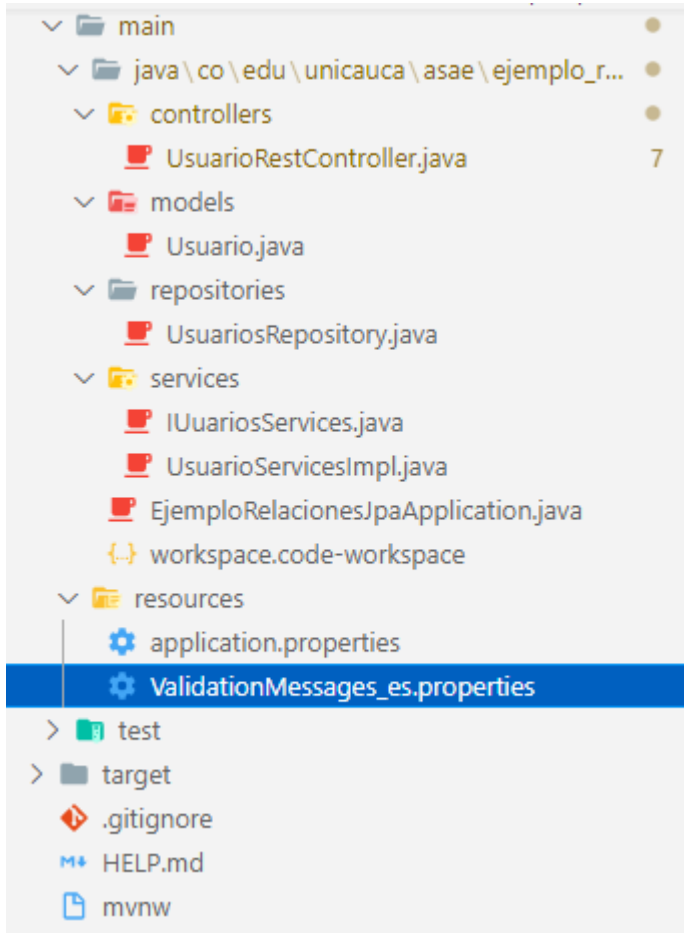 main
java\co\edu\unicauca\asae\ejemplo_r...
controllers
UsuarioRestController.java 7
models
Usuario.java
repositories
UsuariosRepository.java
services
IUuariosServices.java
UsuarioServicesImpl.java
EjemploRelacionesJpaApplication.java
{..} workspace.code-workspace
resources
application.properties
ValidationMessages_es.properties
test
target
.gitignore
M↓ HELP.md
mvnw